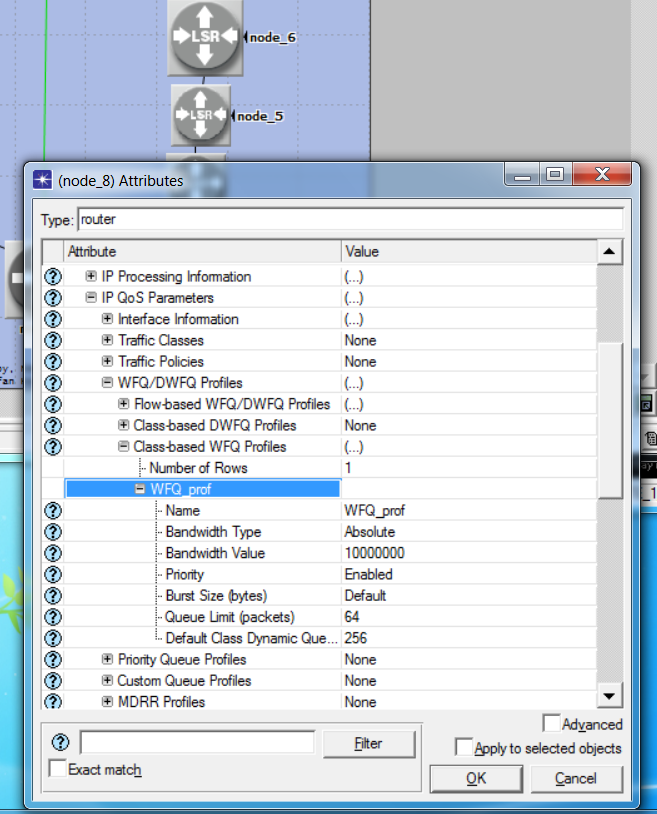 LSR
node_6
LSR
node_5
(node_8) Attributes
Type: router
Attribute Value
IP Processing Information (...)
IP QoS Parameters (...)
Interface Information (...)
Traffic Classes None
Traffic Policies None
WFQ/DWFQ Profiles (...)
Flow-based WFQ/DWFQ Profiles (...)
Class-based DWFQ Profiles None
Class-based WFQ Profiles (...)
Number of Rows 1
WFQ_prof
Name WFQ_prof
Bandwidth Type Absolute
Bandwidth Value 10000000
Priority Enabled
Burst Size (bytes) Default
Queue Limit (packets) 64
Default Class Dynamic Que... 256
Priority Queue Profiles None
Custom Queue Profiles None
MDRR Profiles None
Advanced
Filter
Apply to selected objects
Exact match
OK Cancel